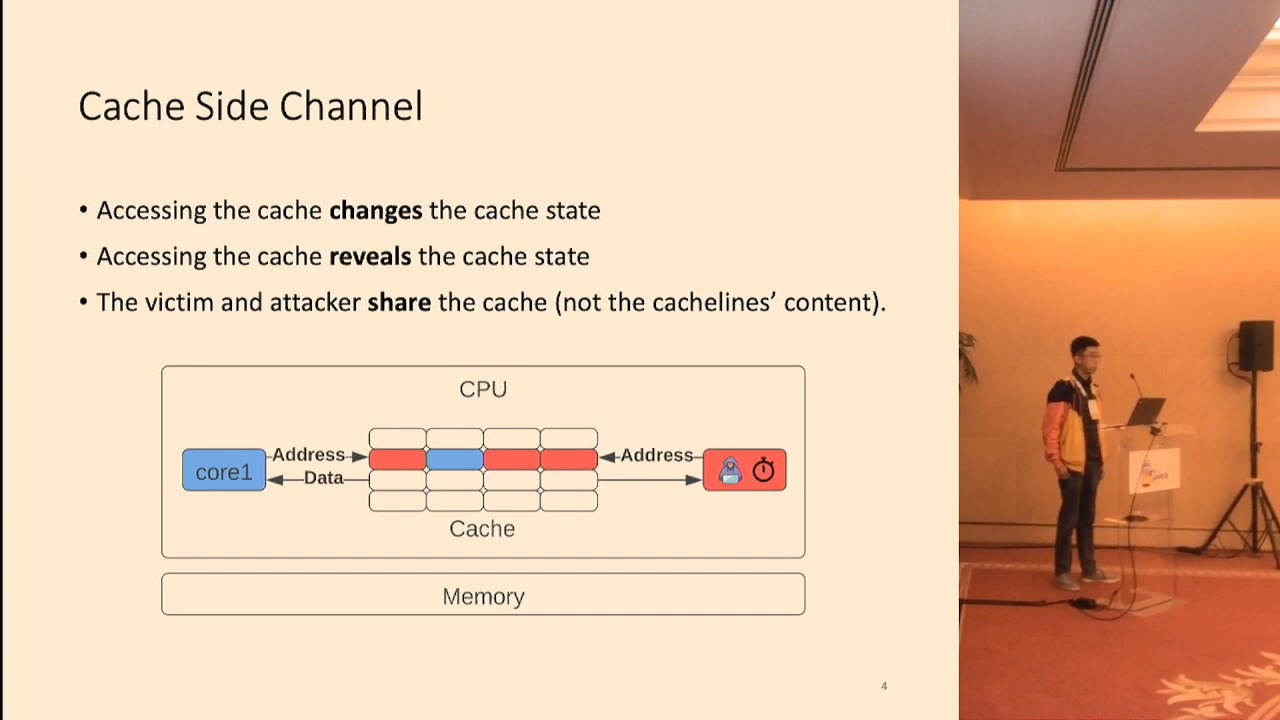 Cache Side Channel
• Accessing the cache changes the cache state
• Accessing the cache reveals the cache state
• The victim and attacker share the cache (not the cachelines’ content).
CPU
core1
Address
Data
Address
Cache
Memory
4